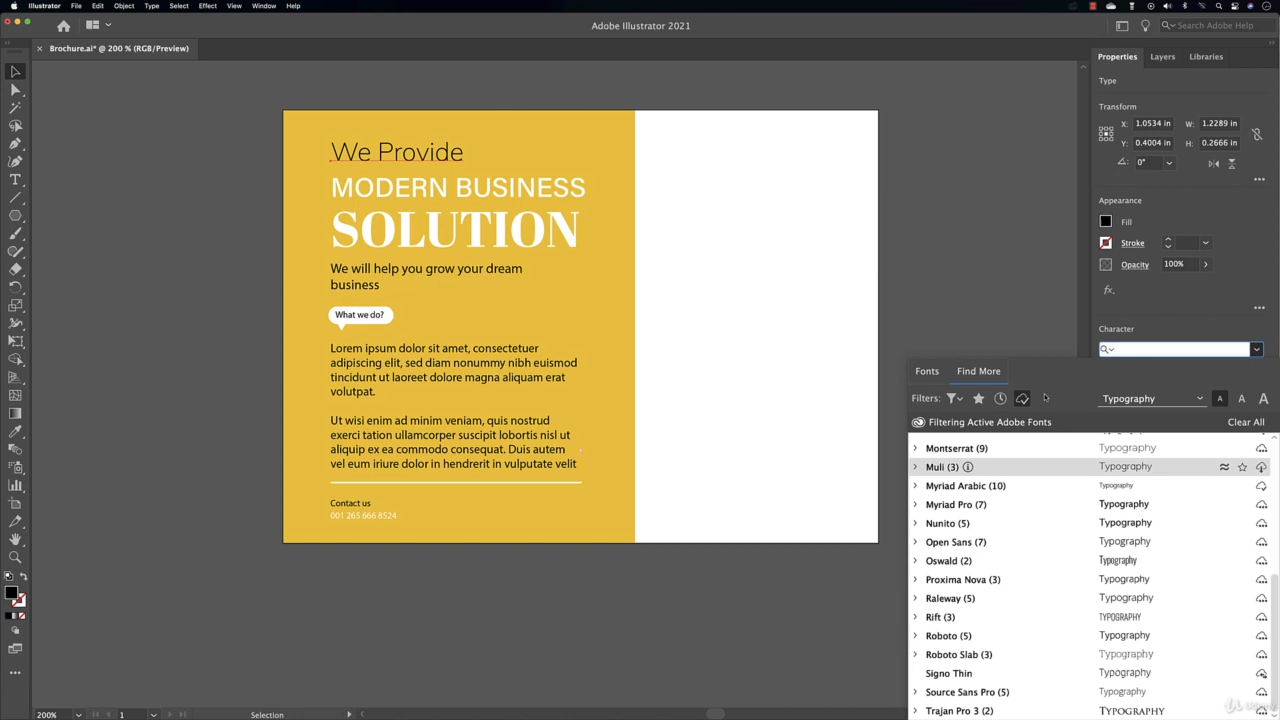 Illustrator File Edit Object Type Select Effect View Window Help
Adobe Illustrator 2021
Search Adobe Help
× Brochure.ai* @ 200 % (RGB/Preview)
Properties Layers Libraries
Type
Transform
X: 1.0534 in W: 1.2289 in
Y: 0.4004 in H: 0.2666 in
0°
Appearance
Fill
Stroke
Opacity 100%
fx.
Character
We Provide
MODERN BUSINESS
SOLUTION
We will help you grow your dream
business
What we do?
Lorem ipsum dolor sit amet, consectetuer
adipiscing elit, sed diam nonummy nibh euismod
tincidunt ut laoreet dolore magna aliquam erat
volutpat.
Ut wisi enim ad minim veniam, quis nostrud
exerci tation ullamcorper suscipit lobortis nisl ut
aliquip ex ea commodo consequat. Duis autem
vel eum iriure dolor in hendrerit in vulputate velit
Contact us
001 265 666 8524
Fonts Find More
Filters: Typography A A A
Filtering Active Adobe Fonts Clear All
Montserrat (9) Typography
Muli (3) Typography
Myriad Arabic (10) Typography
Myriad Pro (7) Typography
Nunito (5) Typography
Open Sans (7) Typography
Oswald (2) Typography
Proxima Nova (3) Typography
Raleway (5) Typography
Rift (3) TYPOGRAPHY
Roboto (5) Typography
Roboto Slab (3) Typography
Signo Thin Typography
Source Sans Pro (5) Typography
Trajan Pro 3 (2) TYPOGRAPHY
200% 1 Selection